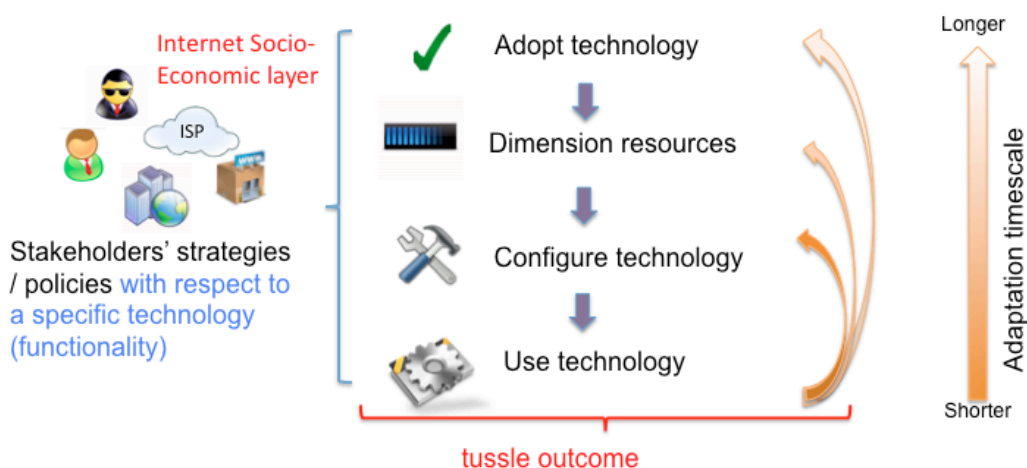 Internet Socio-
Economic layer
ISP
WWW
Stakeholders' strategies
/ policies with respect to
a specific technology
(functionality)
Adopt technology
Dimension resources
Configure technology
Use technology
tussle outcome
Longer
Adaptation timescale
Shorter